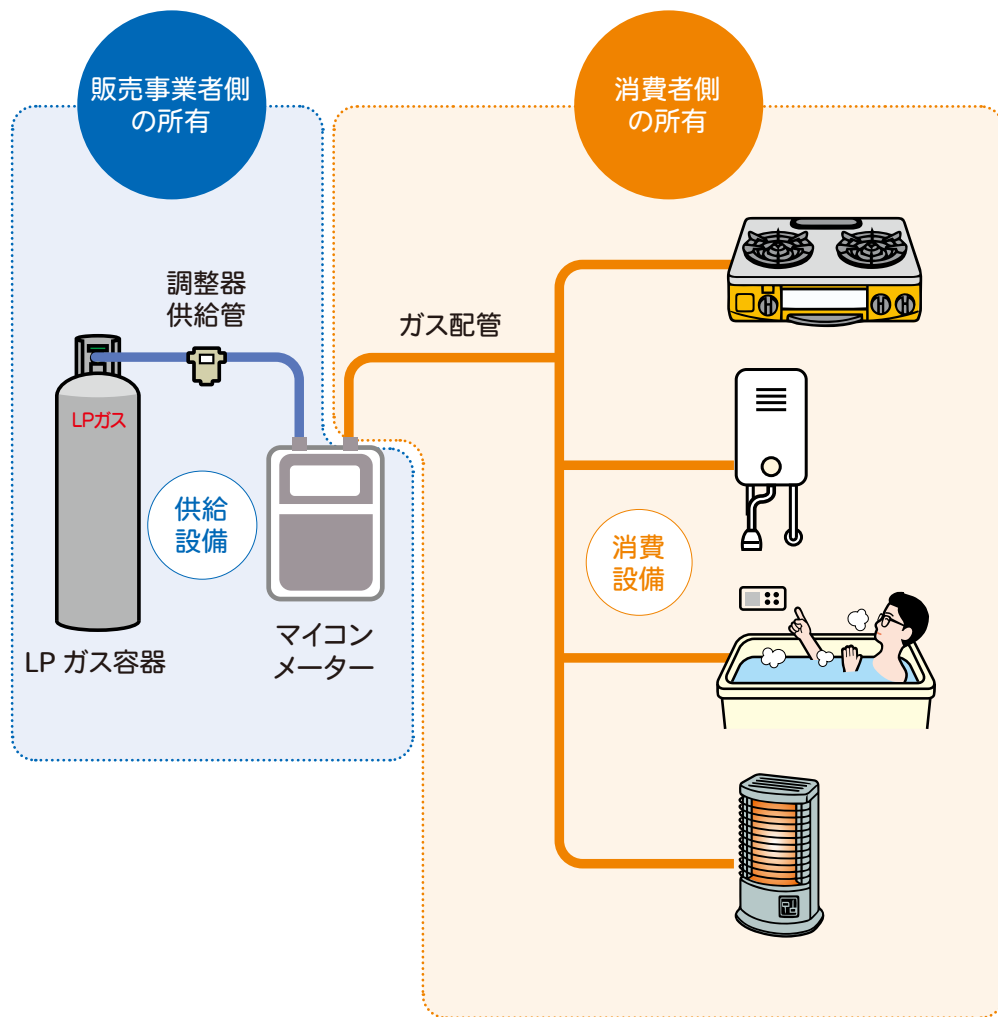 販売事業者側
の所有
消費者側
の所有
調整器
供給管
ガス配管
LPガス
供給
設備
消費
設備
マイコン
メーター
LP ガス容器